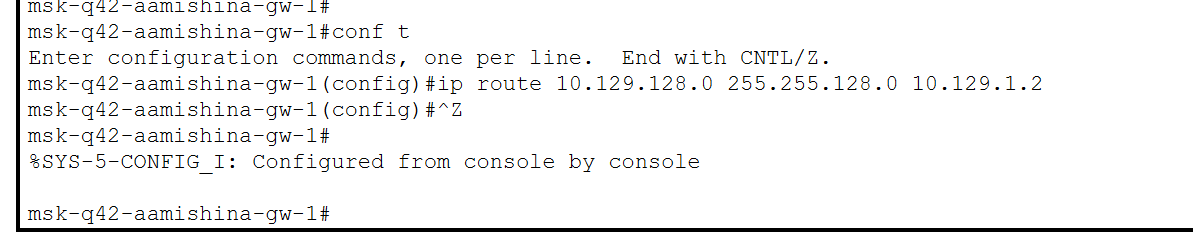 msk-q42-aamishina-gw-1#
msk-q42-aamishina-gw-1#conf t
Enter configuration commands, one per line.  End with CNTL/Z.
msk-q42-aamishina-gw-1(config)#ip route 10.129.128.0 255.255.128.0 10.129.1.2
msk-q42-aamishina-gw-1(config)#^Z
msk-q42-aamishina-gw-1#
%SYS-5-CONFIG_I: Configured from console by console
msk-q42-aamishina-gw-1#